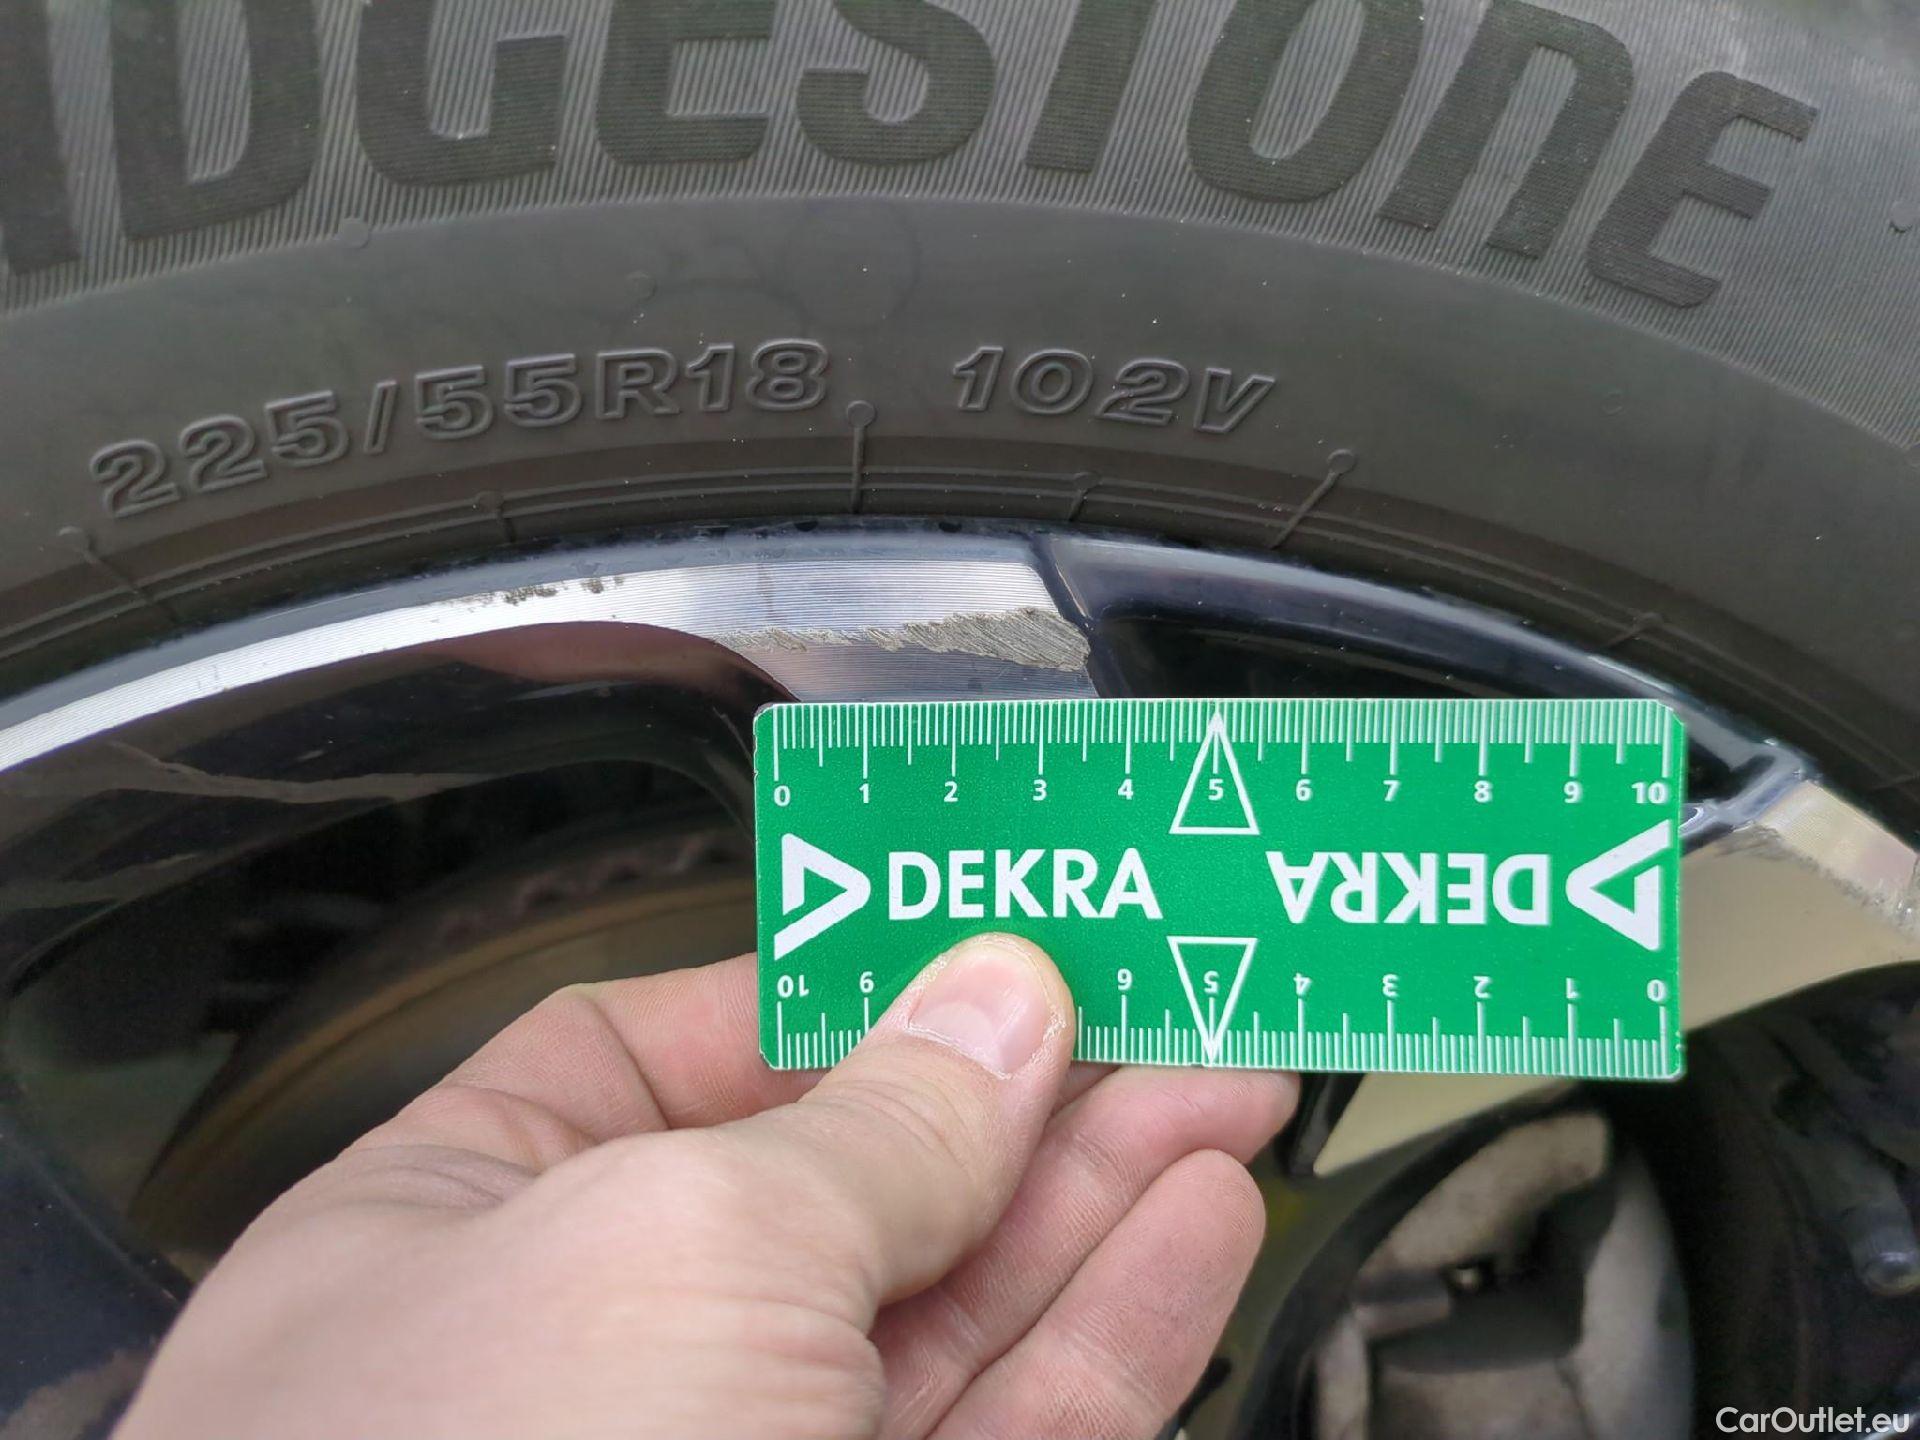 BRIDGESTONE
225/55R18 102V
0 1 2 3 4 5 6 7 8 9 10
DEKRA DEKRA
10 9 6 5 4 3 2 1 0
CarOutlet.eu